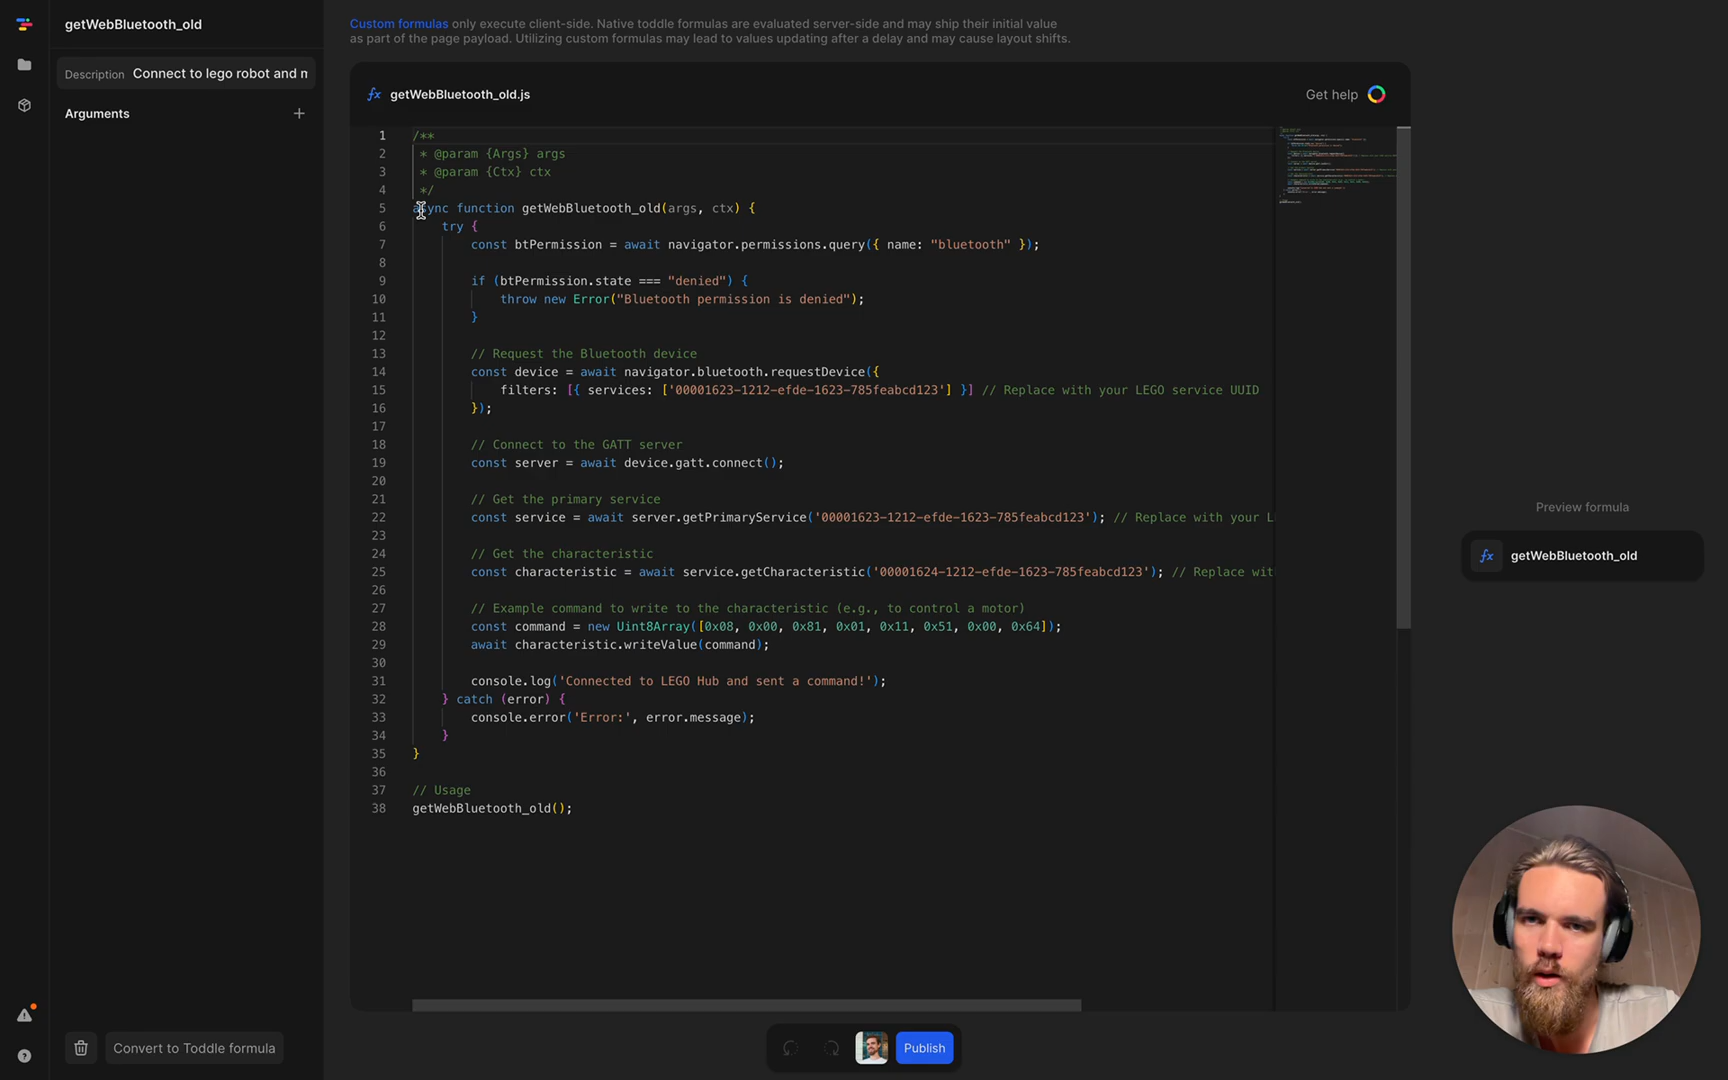 getWebBluetooth_old
Custom formulas only execute client-side. Native toddle formulas are evaluated server-side and may ship their initial value
as part of the page payload. Utilizing custom formulas may lead to values updating after a delay and may cause layout shifts.
Description Connect to lego robot and n
Arguments
fx getWebBluetooth_old.js
Get help
1 /**
2 * @param {Args} args
3 * @param {Ctx} ctx
4 */
5 async function getWebBluetooth_old(args, ctx) {
6 try {
7 const btPermission = await navigator.permissions.query({ name: "bluetooth" });
8
9 if (btPermission.state === "denied") {
10 throw new Error("Bluetooth permission is denied");
11 }
12
13 // Request the Bluetooth device
14 const device = await navigator.bluetooth.requestDevice({
15 filters: [{ services: ['00001623-1212-efde-1623-785feabcd123'] }] // Replace with your LEGO service UUID
16 });
17
18 // Connect to the GATT server
19 const server = await device.gatt.connect();
20
21 // Get the primary service
22 const service = await server.getPrimaryService('00001623-1212-efde-1623-785feabcd123'); // Replace with your L
23
24 // Get the characteristic
25 const characteristic = await service.getCharacteristic('00001624-1212-efde-1623-785feabcd123'); // Replace wit
26
27 // Example command to write to the characteristic (e.g., to control a motor)
28 const command = new Uint8Array([0x08, 0x00, 0x81, 0x01, 0x11, 0x51, 0x00, 0x64]);
29 await characteristic.writeValue(command);
30
31 console.log('Connected to LEGO Hub and sent a command!');
32 } catch (error) {
33 console.error('Error:', error.message);
34 }
35 }
36
37 // Usage
38 getWebBluetooth_old();
Preview formula
fx getWebBluetooth_old
Convert to Toddle formula
Publish